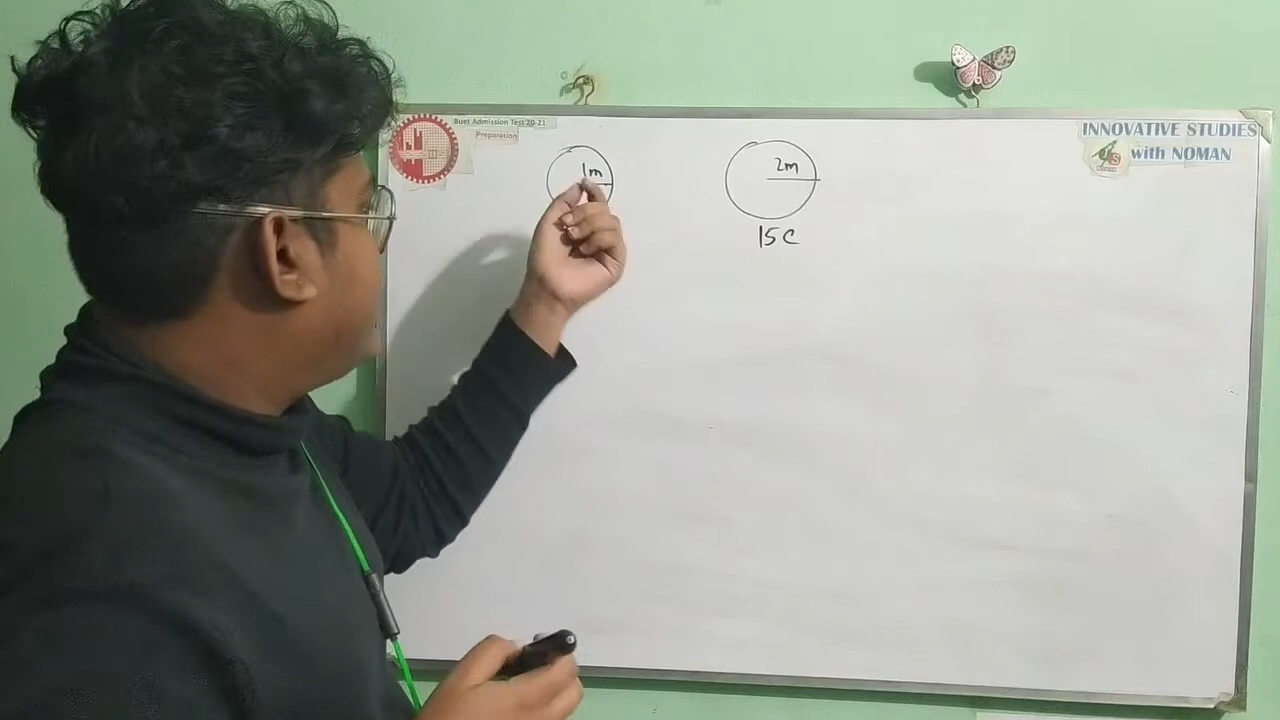 Buet Admission Test 20-21
Preparation
INNOVATIVE STUDIES
with NOMAN
1m
2m
15C